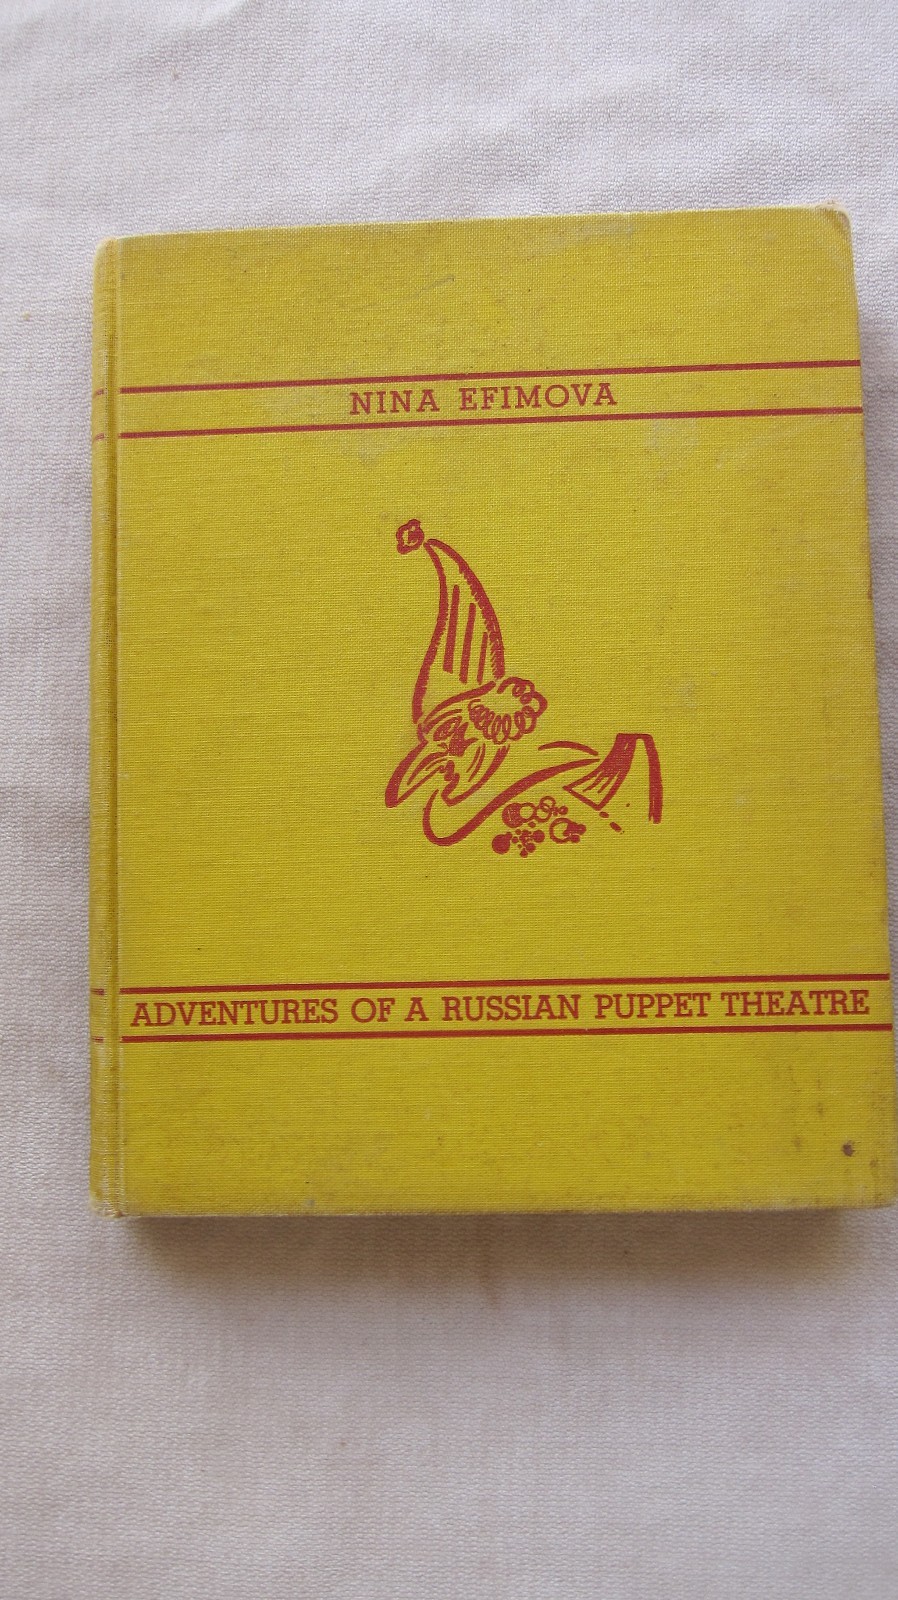 NINA EFIMOVA
ADVENTURES OF A RUSSIAN PUPPET THEATRE